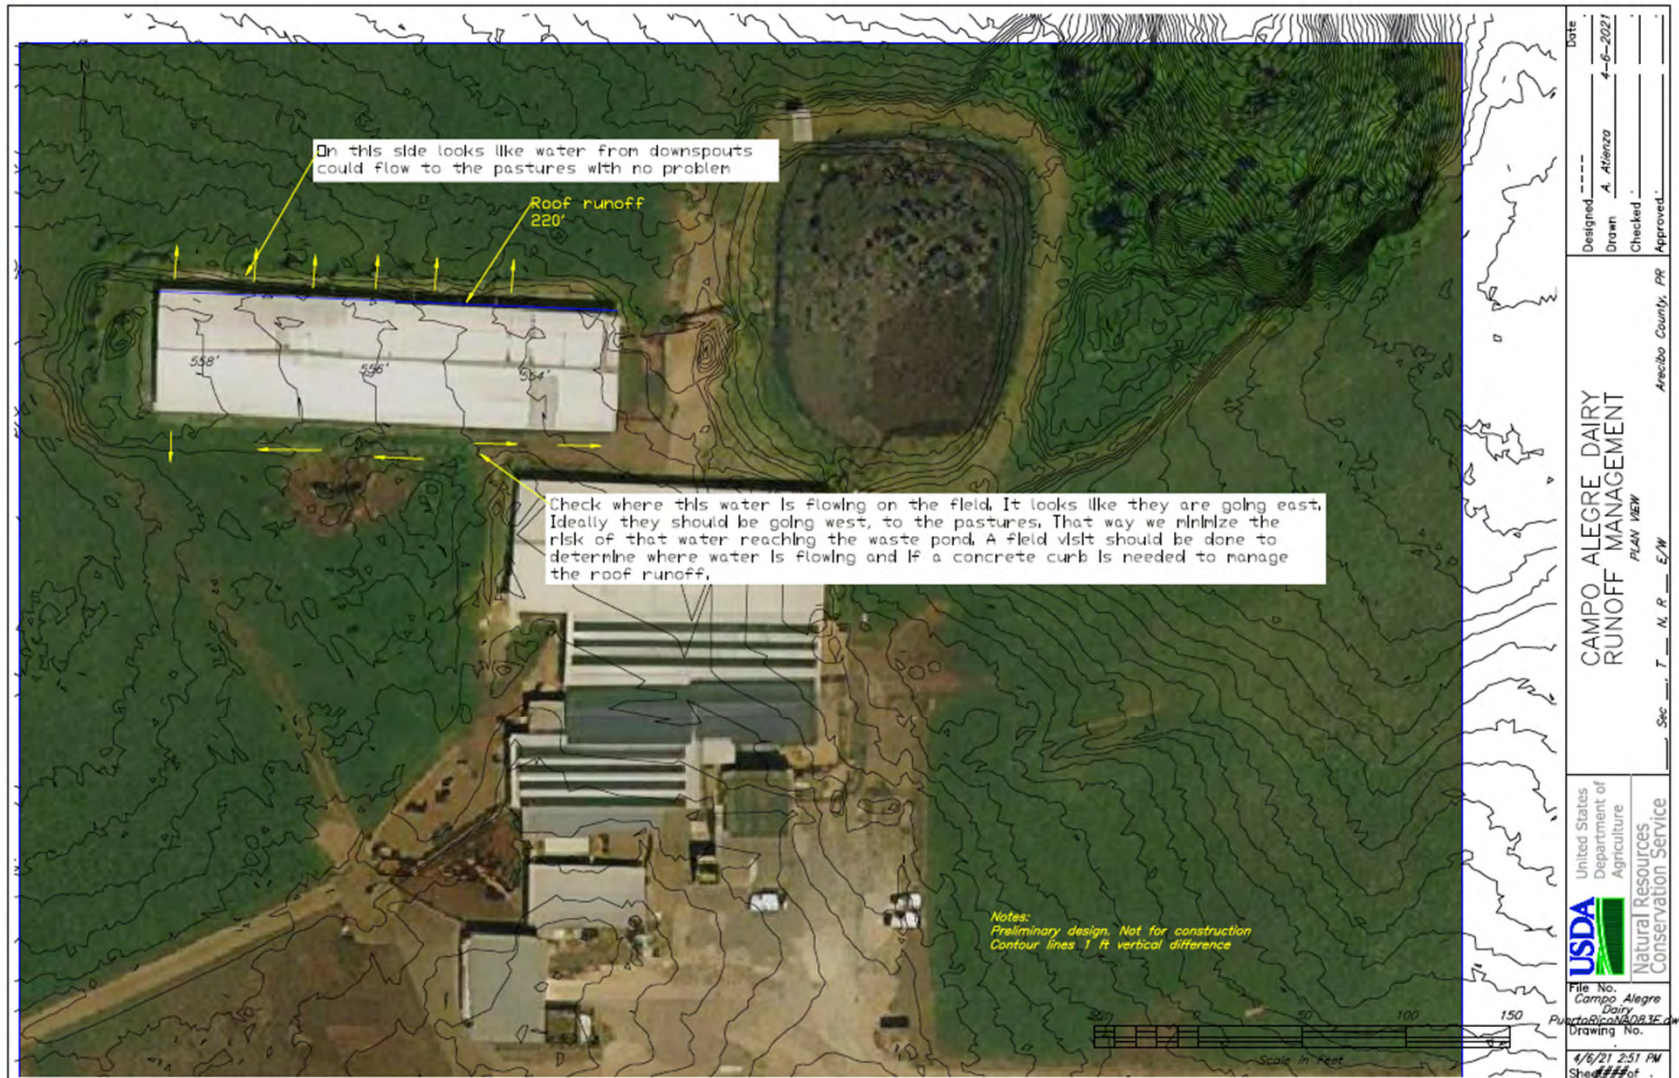 N
On this side looks like water from downspouts
could flow to the pastures with no problem
Roof runoff
220'
558'
556'
554'
Check where this water is flowing on the field. It looks like they are going east.
Ideally they should be going west, to the pastures. That way we minimize the
risk of that water reaching the waste pond. A field visit should be done to
determine where water is flowing and if a concrete curb is needed to manage
the roof runoff.
Notes:
Preliminary design. Not for construction
Contour lines 1 ft vertical difference
0 50 100 150
Scale in Feet
Date
Designed ----
Drawn A. Atienza 4-6-2021
Checked
Approved
CAMPO ALEGRE DAIRY
RUNOFF MANAGEMENT
PLAN VIEW
Arecibo County, PR
Sec , T N, R E/W
United States
Department of
Agriculture
USDA
Natural Resources
Conservation Service
File No.
Campo Alegre
Dairy
PuertoRicoNAD83F.dw
Drawing No.
4/6/21 2:51 PM
Sheet #### of